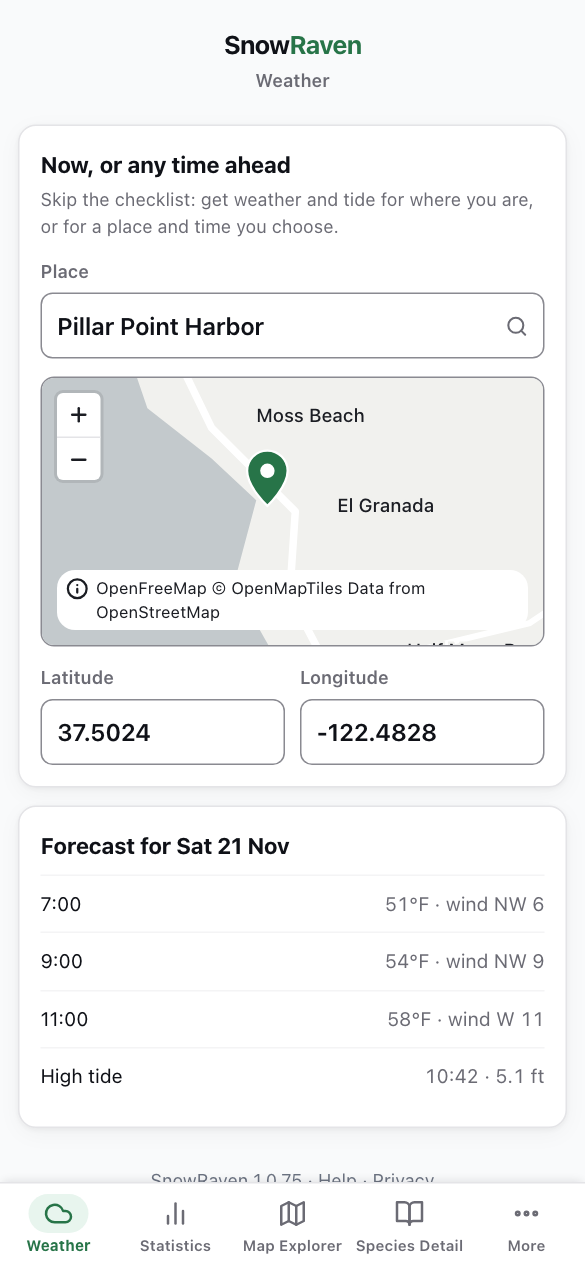 SnowRaven
Weather
Now, or any time ahead
Skip the checklist: get weather and tide for where you are,
or for a place and time you choose.
Place
Pillar Point Harbor
+
Moss Beach
−
El Granada
OpenFreeMap © OpenMapTiles Data from
OpenStreetMap
Latitude
Longitude
37.5024
-122.4828
Forecast for Sat 21 Nov
7:00 51°F · wind NW 6
9:00 54°F · wind NW 9
11:00 58°F · wind W 11
High tide 10:42 · 5.1 ft
SnowRaven 1.0.75 · Help · Privacy
Weather
Statistics
Map Explorer
Species Detail
More